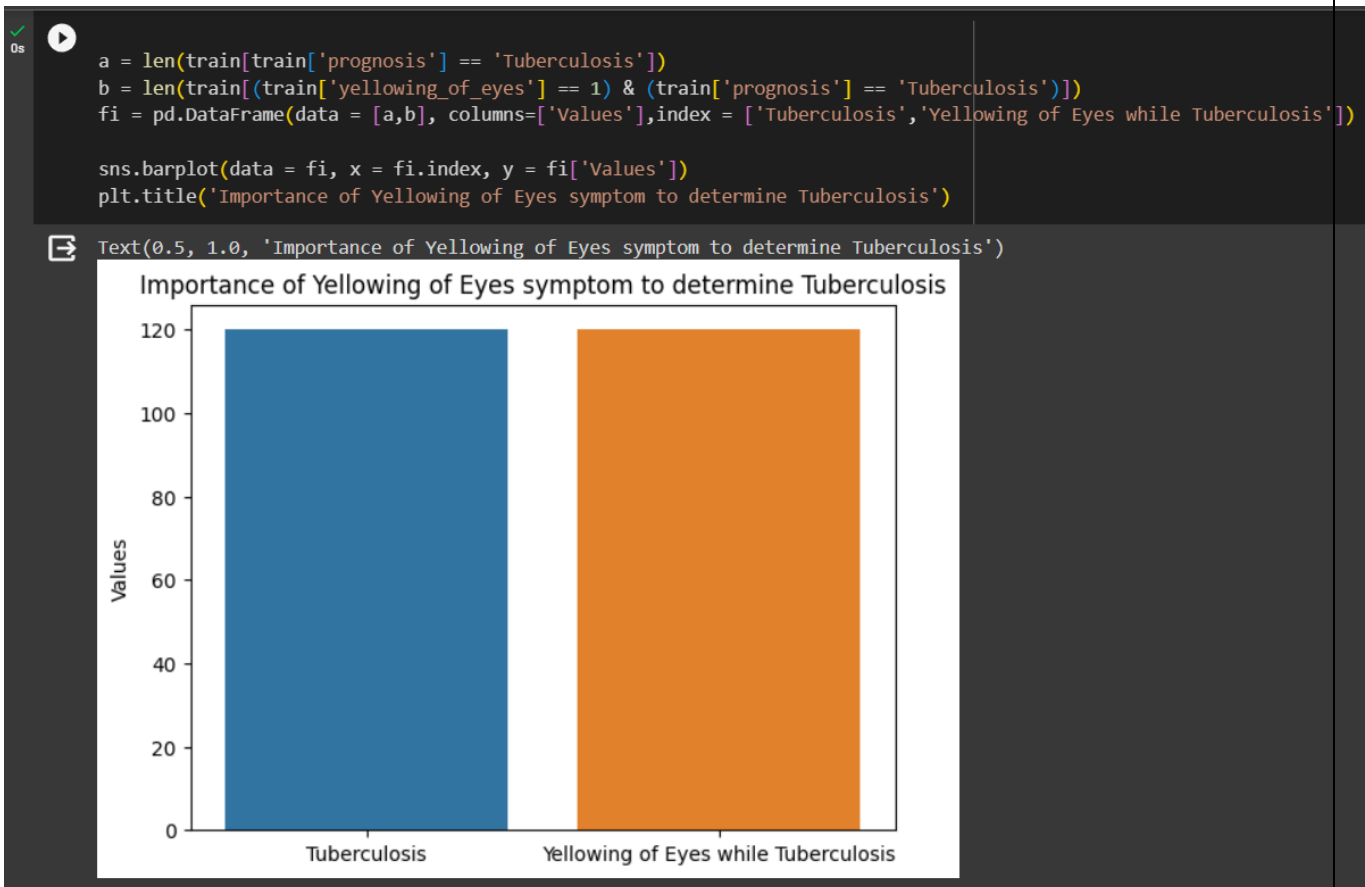 0s
a = len(train[train['prognosis'] == 'Tuberculosis'])
b = len(train[(train['yellowing_of_eyes'] == 1) & (train['prognosis'] == 'Tuberculosis')])
fi = pd.DataFrame(data = [a,b], columns=['Values'],index = ['Tuberculosis','Yellowing of Eyes while Tuberculosis'])
sns.barplot(data = fi, x = fi.index, y = fi['Values'])
plt.title('Importance of Yellowing of Eyes symptom to determine Tuberculosis')
Text(0.5, 1.0, 'Importance of Yellowing of Eyes symptom to determine Tuberculosis')
Importance of Yellowing of Eyes symptom to determine Tuberculosis
120
100
80
60
40
20
0
Values
Tuberculosis
Yellowing of Eyes while Tuberculosis